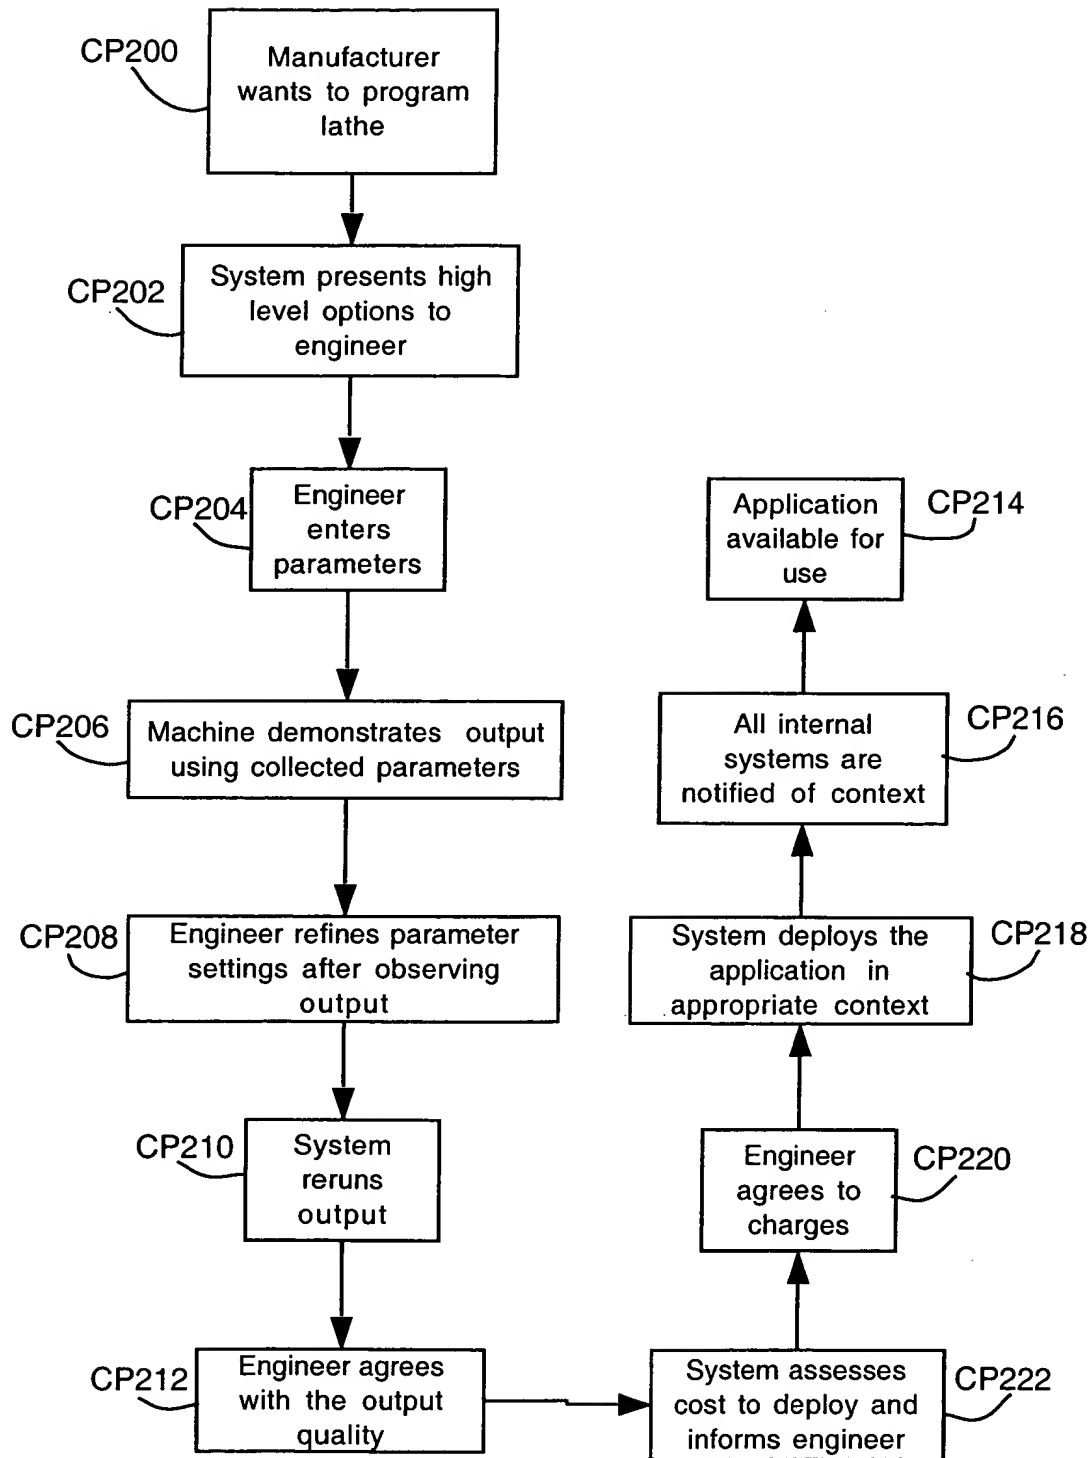 CP200
Manufacturer
wants to program
lathe
CP202
System presents high
level options to
engineer
CP204
Engineer
enters
parameters
CP206
Machine demonstrates output
using collected parameters
CP208
Engineer refines parameter
settings after observing
output
CP210
System
reruns
output
CP212
Engineer agrees
with the output
quality
System assesses
cost to deploy and
informs engineer
CP222
Engineer
agrees to
charges
CP220
System deploys the
application in
appropriate context
CP218
All internal
systems are
notified of context
CP216
Application
available for
use
CP214